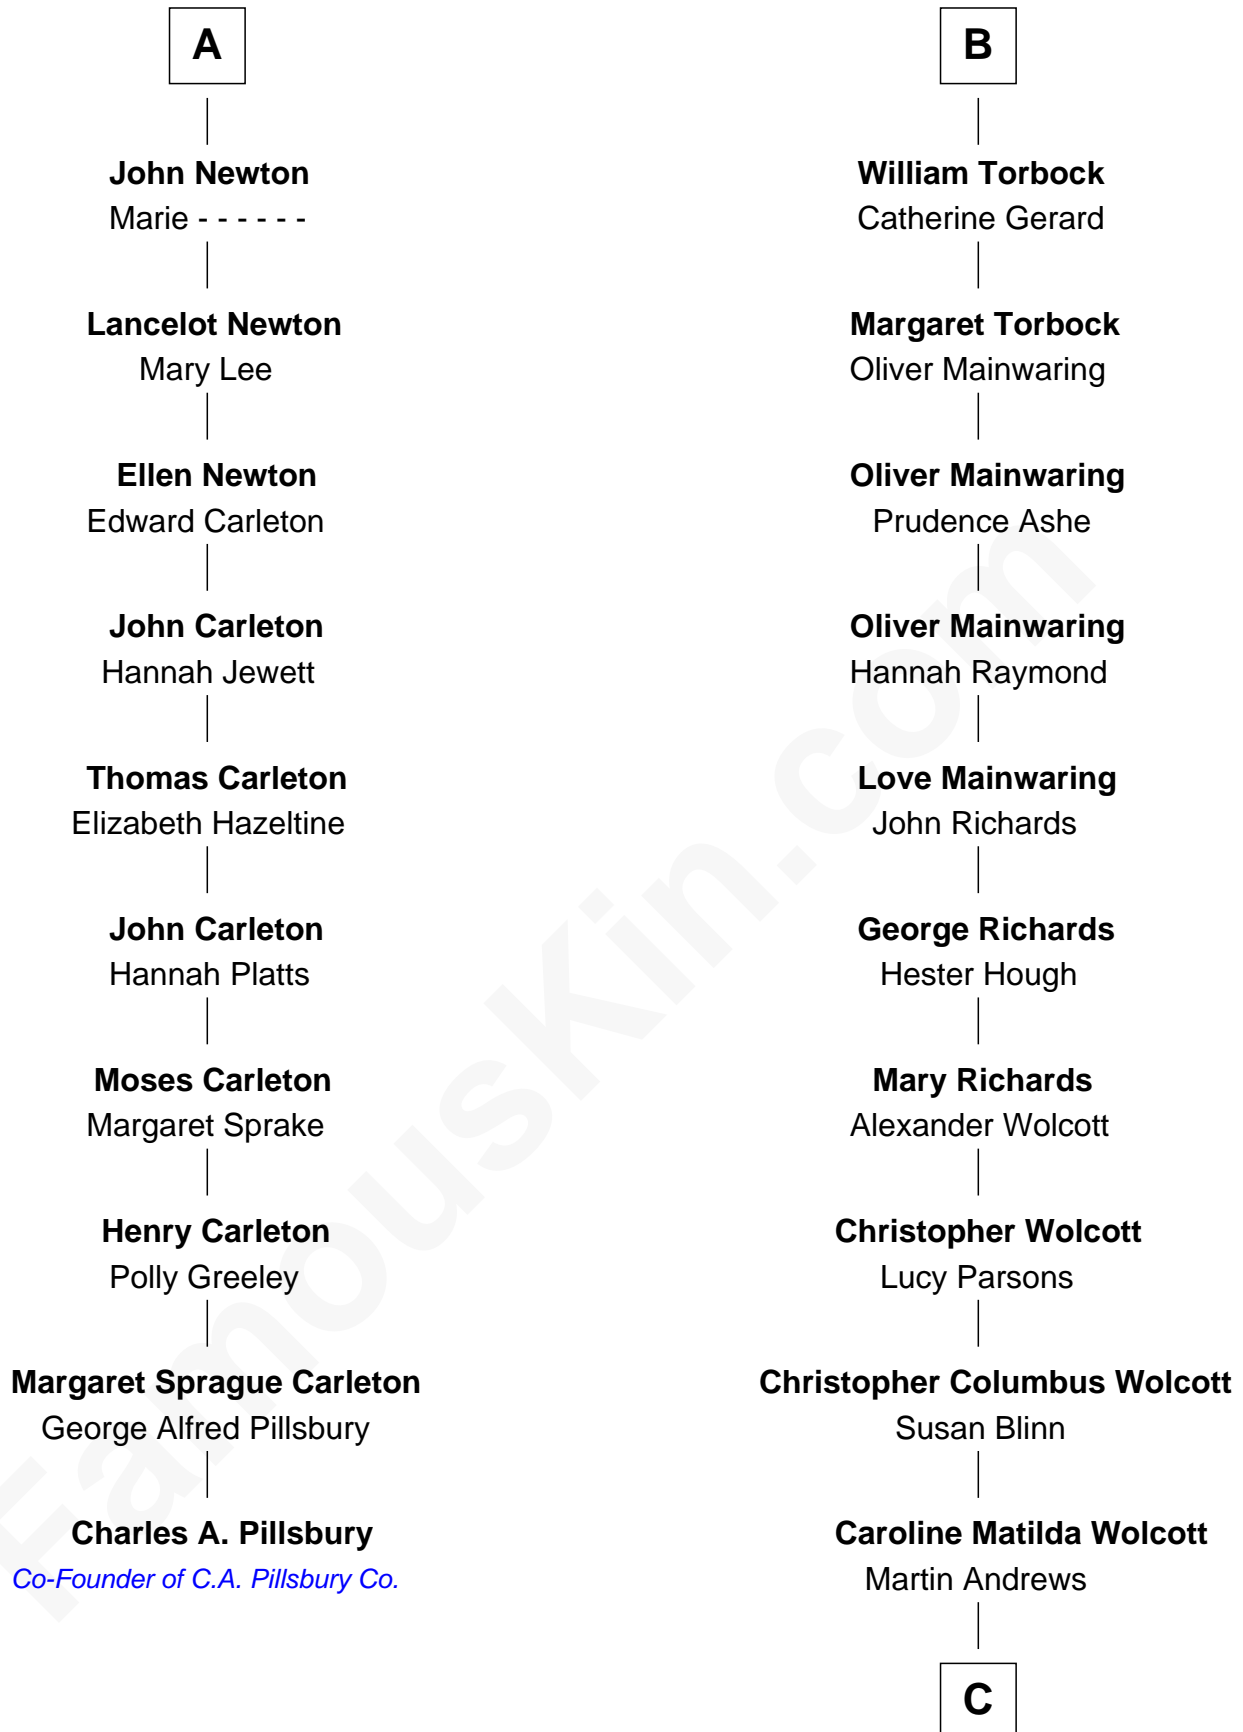 A
John Newton
Marie - - - - - -
Lancelot Newton
Mary Lee
Ellen Newton
Edward Carleton
John Carleton
Hannah Jewett
Thomas Carleton
Elizabeth Hazeltine
John Carleton
Hannah Platts
Moses Carleton
Margaret Sprake
Henry Carleton
Polly Greeley
Margaret Sprague Carleton
George Alfred Pillsbury
Charles A. Pillsbury
Co-Founder of C.A. Pillsbury Co.
B
William Torbock
Catherine Gerard
Margaret Torbock
Oliver Mainwaring
Oliver Mainwaring
Prudence Ashe
Oliver Mainwaring
Hannah Raymond
Love Mainwaring
John Richards
George Richards
Hester Hough
Mary Richards
Alexander Wolcott
Christopher Wolcott
Lucy Parsons
Christopher Columbus Wolcott
Susan Blinn
Caroline Matilda Wolcott
Martin Andrews
C
FamousKin.com